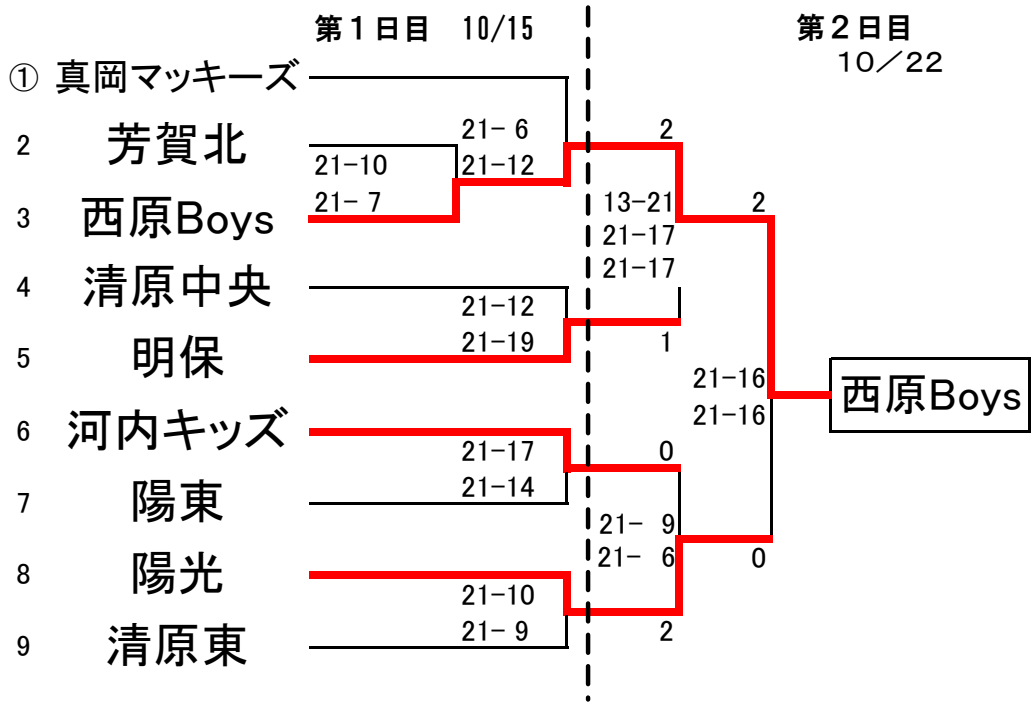 第１日目 10/15
第２日目
10／22
① 真岡マッキーズ
2 芳賀北
3 西原Boys
4 清原中央
5 明保
6 河内キッズ
7 陽東
8 陽光
9 清原東
21-10
21- 7
21- 6
21-12
21-12
21-19
21-17
21-14
21-10
21- 9
2
13-21
21-17
21-17
1
0
21- 9
21- 6
2
2
21-16
21-16
0
西原Boys